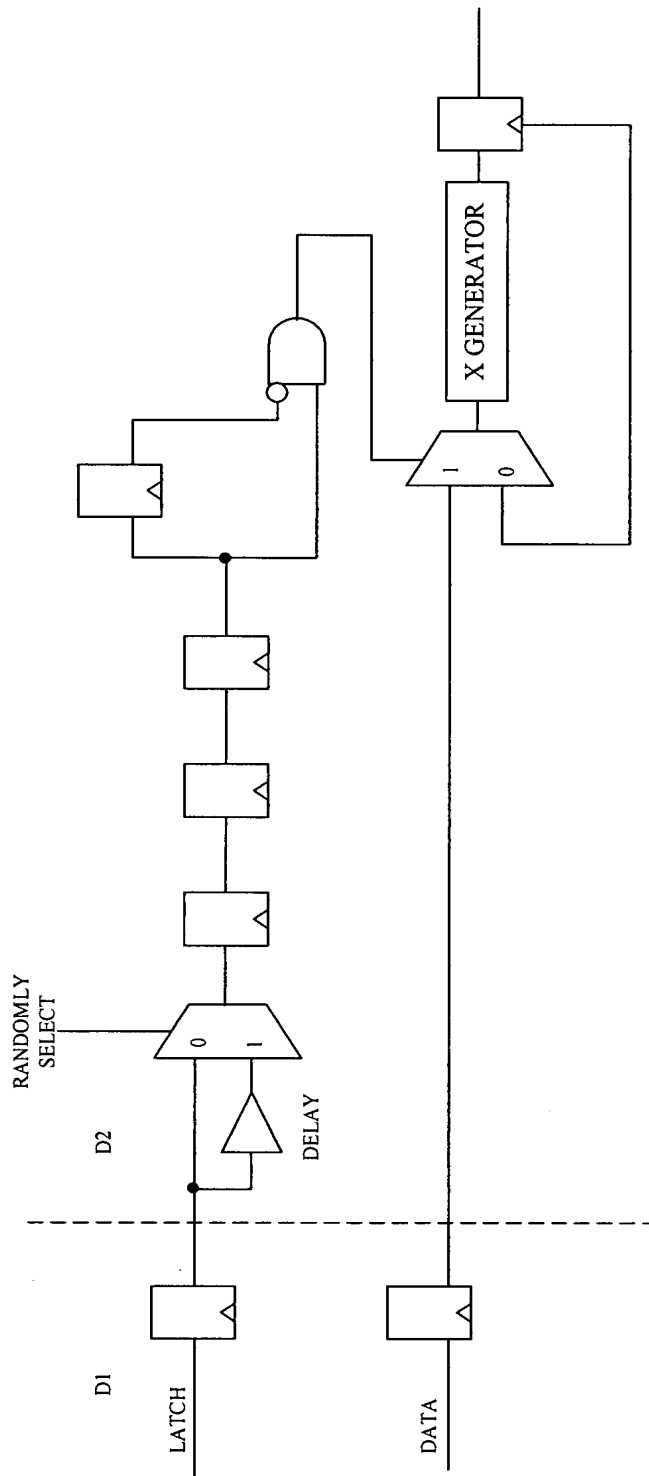 D1
LATCH
DATA
D2
RANDOMLY
SELECT
0
1
DELAY
1
0
X GENERATOR